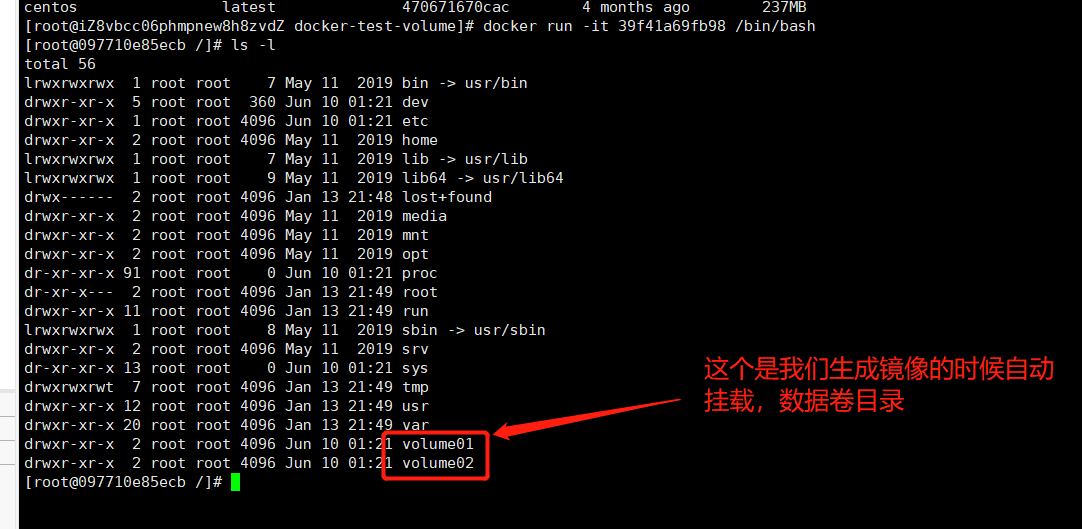 centos                latest              470671670cac        4 months ago        237MB
[root@iZ8vbcc06phmpnew8h8zvdZ docker-test-volume]# docker run -it 39f41a69fb98 /bin/bash
[root@097710e85ecb /]# ls -l
total 56
lrwxrwxrwx  1 root root    7 May 11  2019 bin -> usr/bin
drwxr-xr-x  5 root root  360 Jun 10 01:21 dev
drwxr-xr-x  1 root root 4096 Jun 10 01:21 etc
drwxr-xr-x  2 root root 4096 May 11  2019 home
lrwxrwxrwx  1 root root    7 May 11  2019 lib -> usr/lib
lrwxrwxrwx  1 root root    9 May 11  2019 lib64 -> usr/lib64
drwx------  2 root root 4096 Jan 13 21:48 lost+found
drwxr-xr-x  2 root root 4096 May 11  2019 media
drwxr-xr-x  2 root root 4096 May 11  2019 mnt
drwxr-xr-x  2 root root 4096 May 11  2019 opt
dr-xr-xr-x 91 root root    0 Jun 10 01:21 proc
dr-xr-x---  2 root root 4096 Jan 13 21:49 root
drwxr-xr-x 11 root root 4096 Jan 13 21:49 run
lrwxrwxrwx  1 root root    8 May 11  2019 sbin -> usr/sbin
drwxr-xr-x  2 root root 4096 May 11  2019 srv
dr-xr-xr-x 13 root root    0 Jun 10 01:21 sys
drwxrwxrwt  7 root root 4096 Jan 13 21:49 tmp
drwxr-xr-x 12 root root 4096 Jan 13 21:49 usr
drwxr-xr-x 20 root root 4096 Jan 13 21:49 var
drwxr-xr-x  2 root root 4096 Jun 10 01:21 volume01
drwxr-xr-x  2 root root 4096 Jun 10 01:21 volume02
[root@097710e85ecb /]#
这个是我们生成镜像的时候自动
挂载，数据卷目录